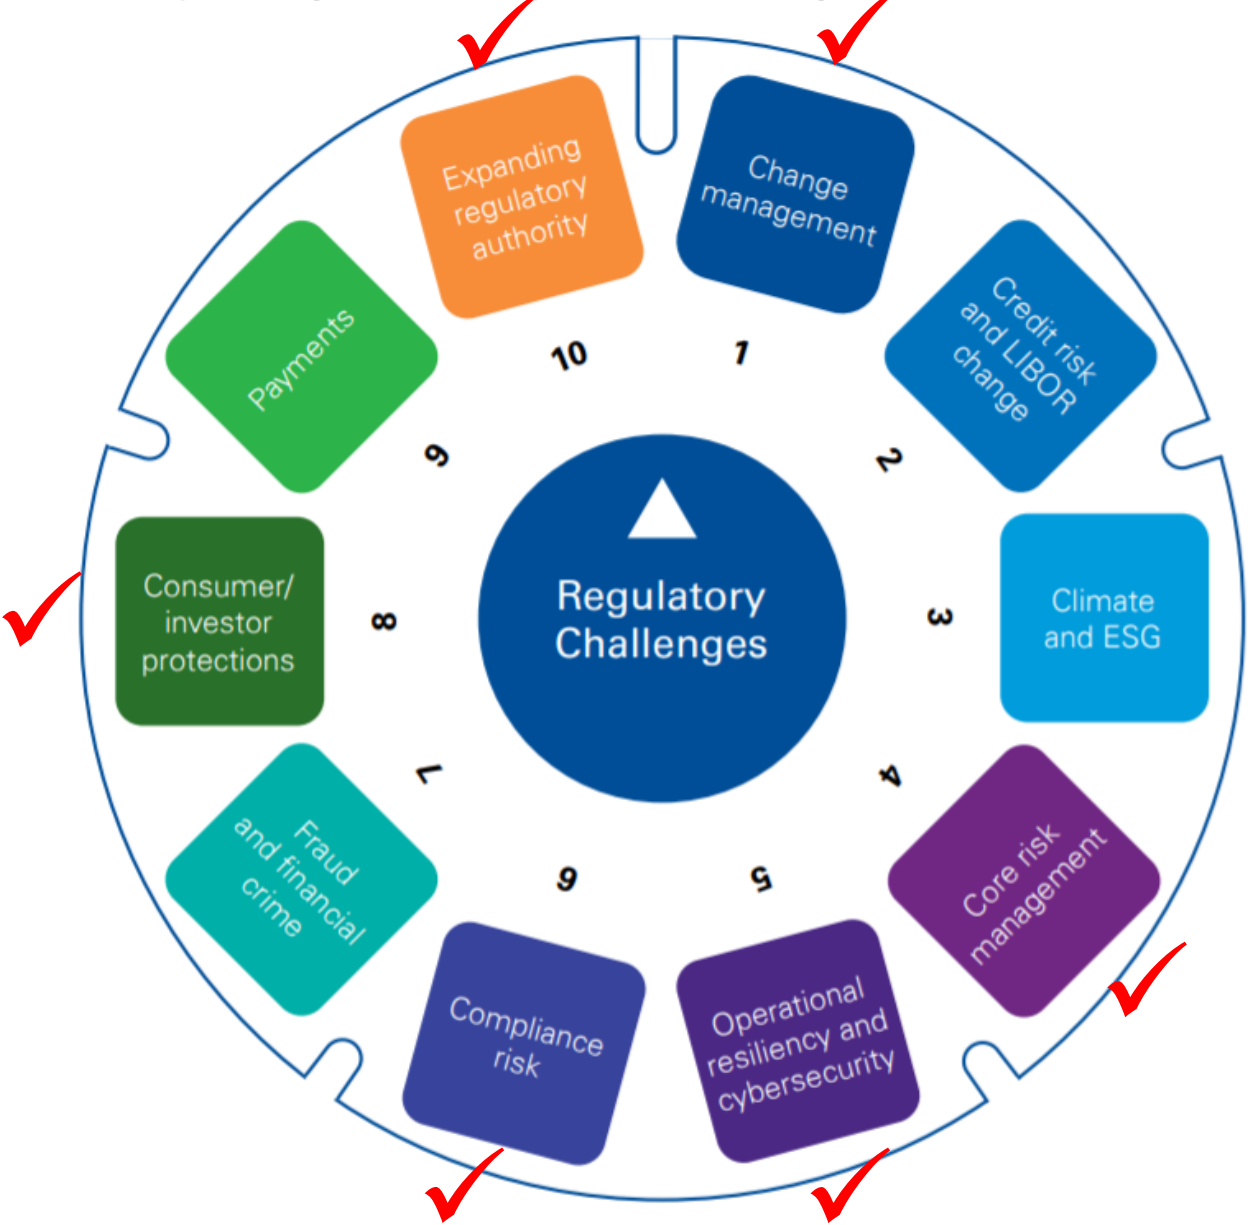 Regulatory
Challenges
1
Change
management
2
Credit risk
and LIBOR
change
3
Climate
and ESG
4
Core risk
management
5
Operational
resiliency and
cybersecurity
6
Compliance
risk
7
Fraud
and financial
crime
8
Consumer/
investor
protections
9
Payments
10
Expanding
regulatory
authority